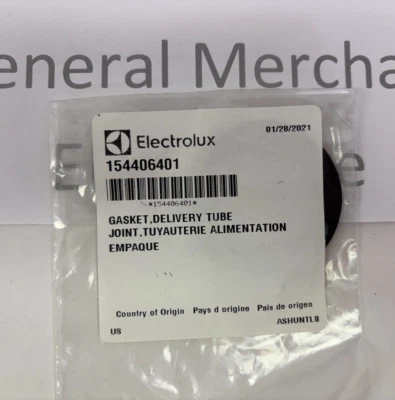 eneral Mercha
E e
Electrolux
01/28/2021
154406401
*154406401*
GASKET,DELIVERY TUBE
JOINT,TUYAUTERIE ALIMENTATION
EMPAQUE
Country of Origin Pays d origine Pais de origen
US ASHUNTLB